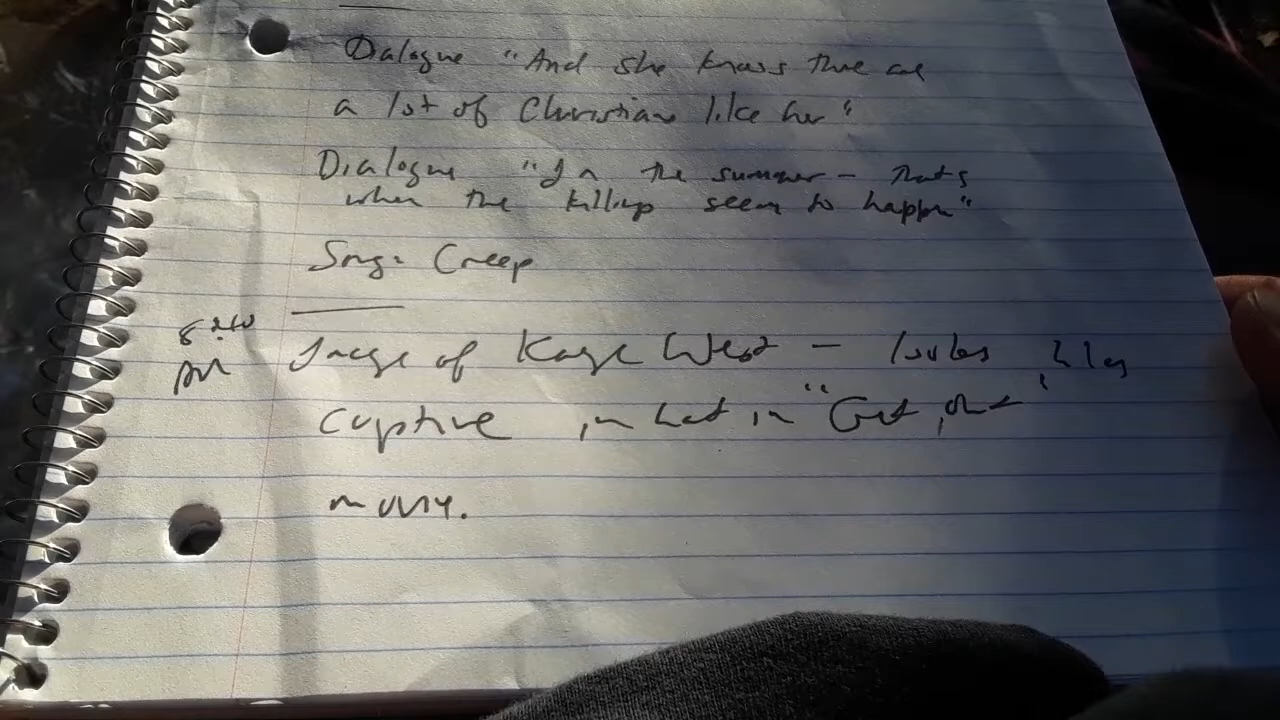 Dialogue "And she knows there are
a lot of Christians like her"
Dialogue "In the summer - that's
when the killings seem to happen"
Song: Creep
8:40 Image of Kanye West - looks like
AM captive in hat in "Get out"
movie.